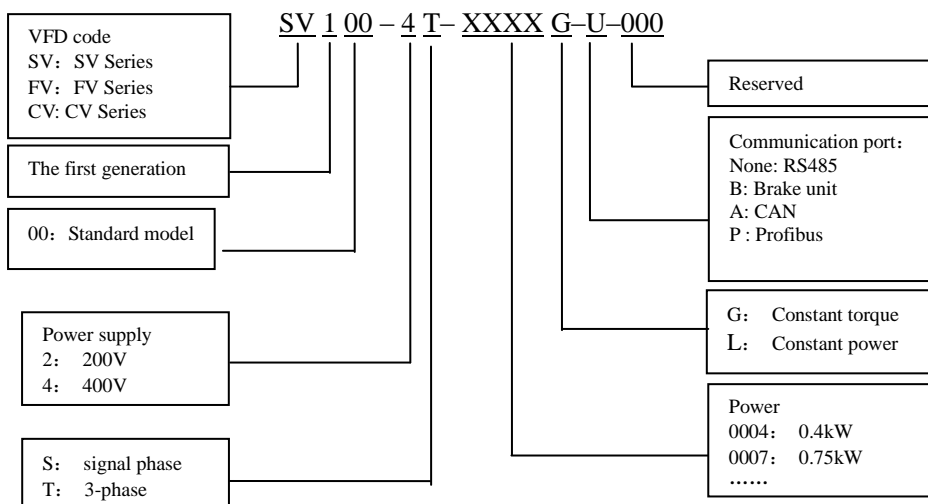 SV 1 00 – 4 T– XXXX G–U–000
VFD code
SV： SV Series
FV： FV Series
CV: CV Series
The first generation
00：Standard model
Power supply
2： 200V
4： 400V
S： signal phase
T： 3-phase
Reserved
Communication port：
None: RS485
B: Brake unit
A: CAN
P : Profibus
G： Constant torque
L： Constant power
Power
0004： 0.4kW
0007： 0.75kW
……